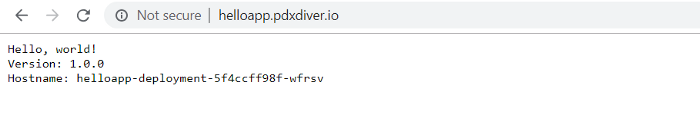 Not secure | helloapp.pdxdiver.io
Hello, world!
Version: 1.0.0
Hostname: helloapp-deployment-5f4ccff98f-wfrsv